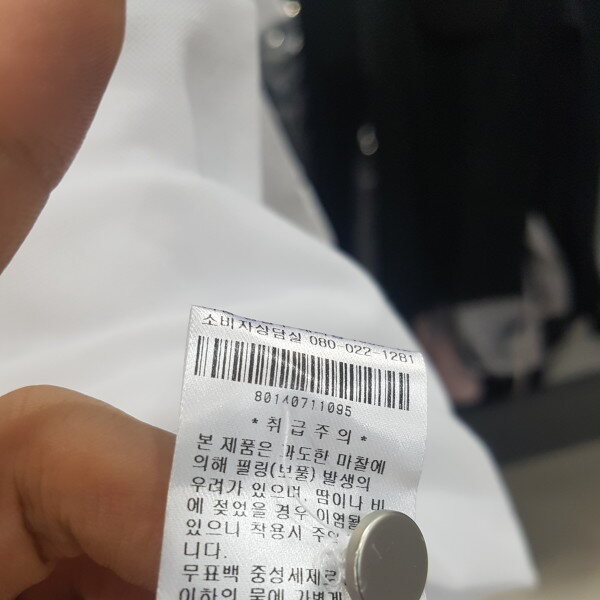 소비자상담실 080-022-1281
80140711095
* 취 급 주 의 *
본 제품은 과도한 마찰에
의해 필링(보풀) 발생의
우려가 있으며, 땀이나 비
에 젖었을 경우 이염될
있으니 착용시
니다.
무표백 중성세제로
이하의 물에 가볍게